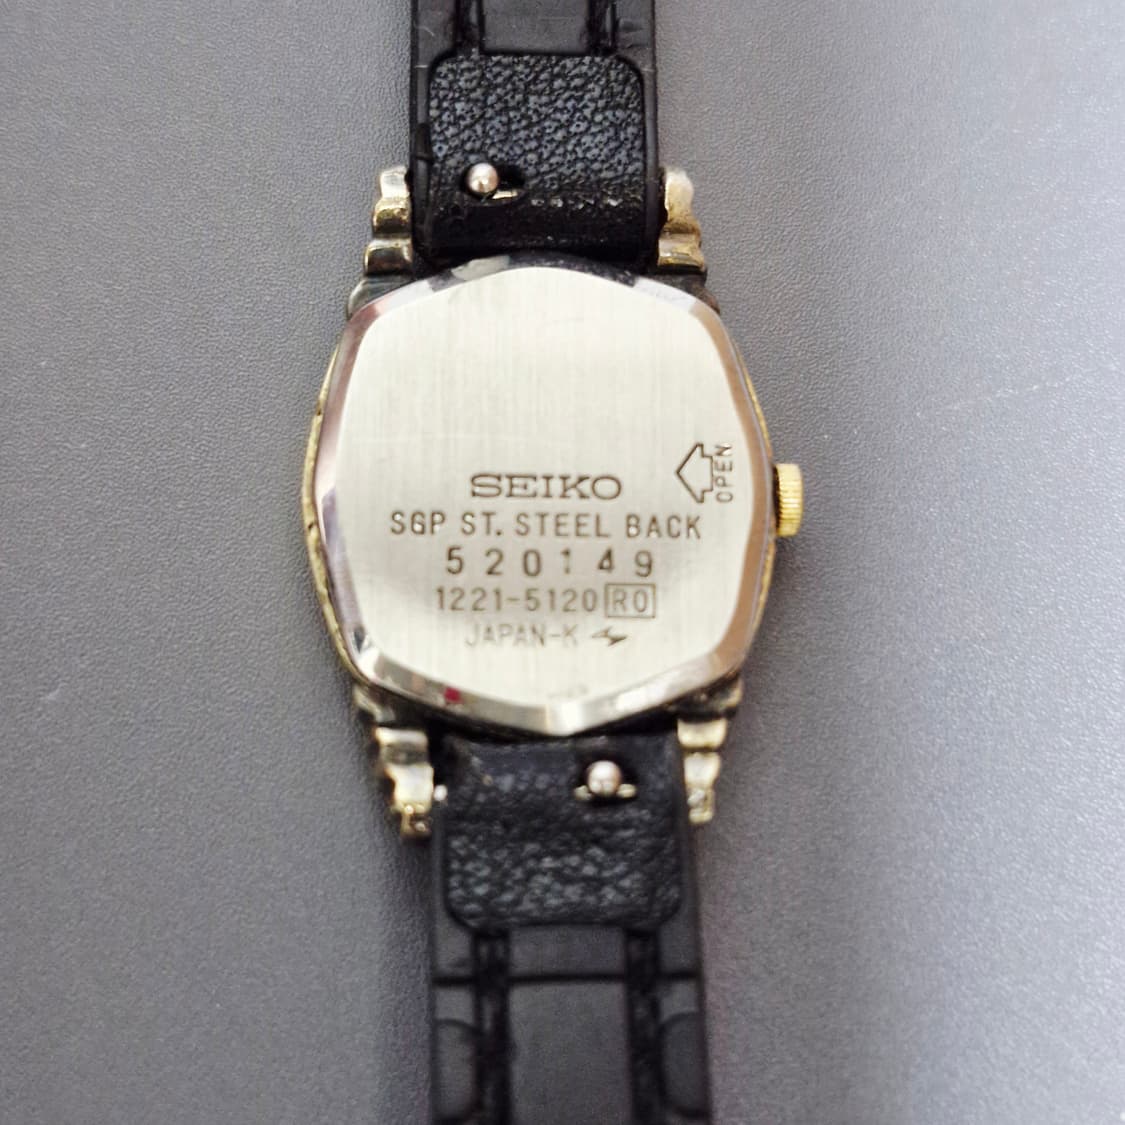 OPEN
SEIKO
SGP ST. STEEL BACK
520149
1221-5120 R0
JAPAN-K